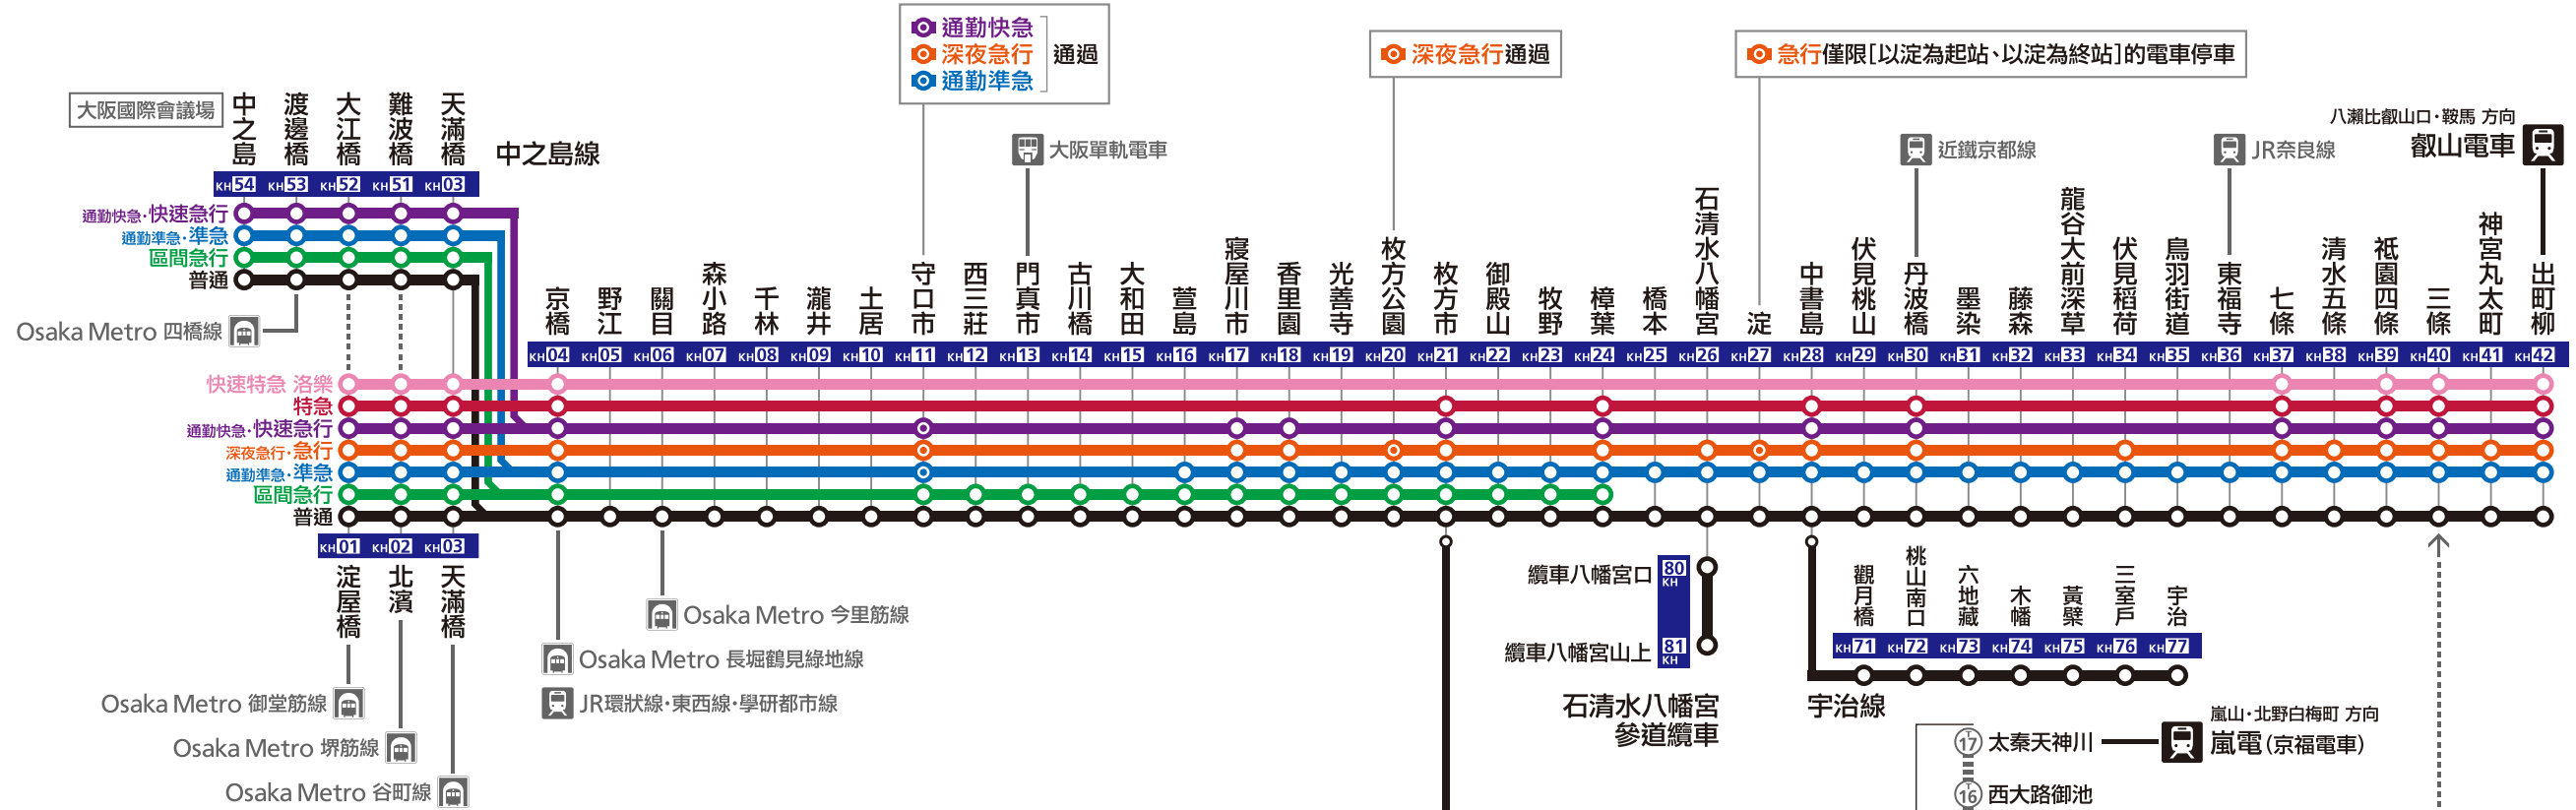 通勤快急
深夜急行
通勤準急
通過
深夜急行通過
急行僅限[以淀為起站、以淀為終站]的電車停車
大阪國際會議場
中之島
渡邊橋
大江橋
難波橋
天滿橋
中之島線
KH54 KH53 KH52 KH51 KH03
通勤快急·快速急行
通勤準急·準急
區間急行
普通
Osaka Metro 四橋線
大阪單軌電車
近鐵京都線
JR奈良線
八瀨比叡山口·鞍馬 方向
叡山電車
京橋
野江
關目
森小路
千林
瀧井
土居
守口市
西三莊
門真市
古川橋
大和田
萱島
寢屋川市
香里園
光善寺
枚方公園
枚方市
御殿山
牧野
樟葉
橋本
石清水八幡宮
淀
中書島
伏見桃山
丹波橋
墨染
藤森
龍谷大前深草
伏見稻荷
鳥羽街道
東福寺
七條
清水五條
祇園四條
三條
神宮丸太町
出町柳
KH04 KH05 KH06 KH07 KH08 KH09 KH10 KH11 KH12 KH13 KH14 KH15 KH16 KH17 KH18 KH19 KH20 KH21 KH22 KH23 KH24 KH25 KH26 KH27 KH28 KH29 KH30 KH31 KH32 KH33 KH34 KH35 KH36 KH37 KH38 KH39 KH40 KH41 KH42
快速特急 洛樂
特急
通勤快急·快速急行
深夜急行·急行
通勤準急·準急
區間急行
普通
KH01 KH02 KH03
淀屋橋
北濱
天滿橋
Osaka Metro 御堂筋線
Osaka Metro 堺筋線
Osaka Metro 谷町線
Osaka Metro 今里筋線
Osaka Metro 長堀鶴見綠地線
JR環狀線·東西線·學研都市線
纜車八幡宮口
80
KH
纜車八幡宮山上
81
KH
石清水八幡宮
參道纜車
觀月橋
桃山南口
六地藏
木幡
黃檗
三室戶
宇治
KH71 KH72 KH73 KH74 KH75 KH76 KH77
宇治線
T
17
太秦天神川
嵐山·北野白梅町 方向
嵐電(京福電車)
T
16
西大路御池